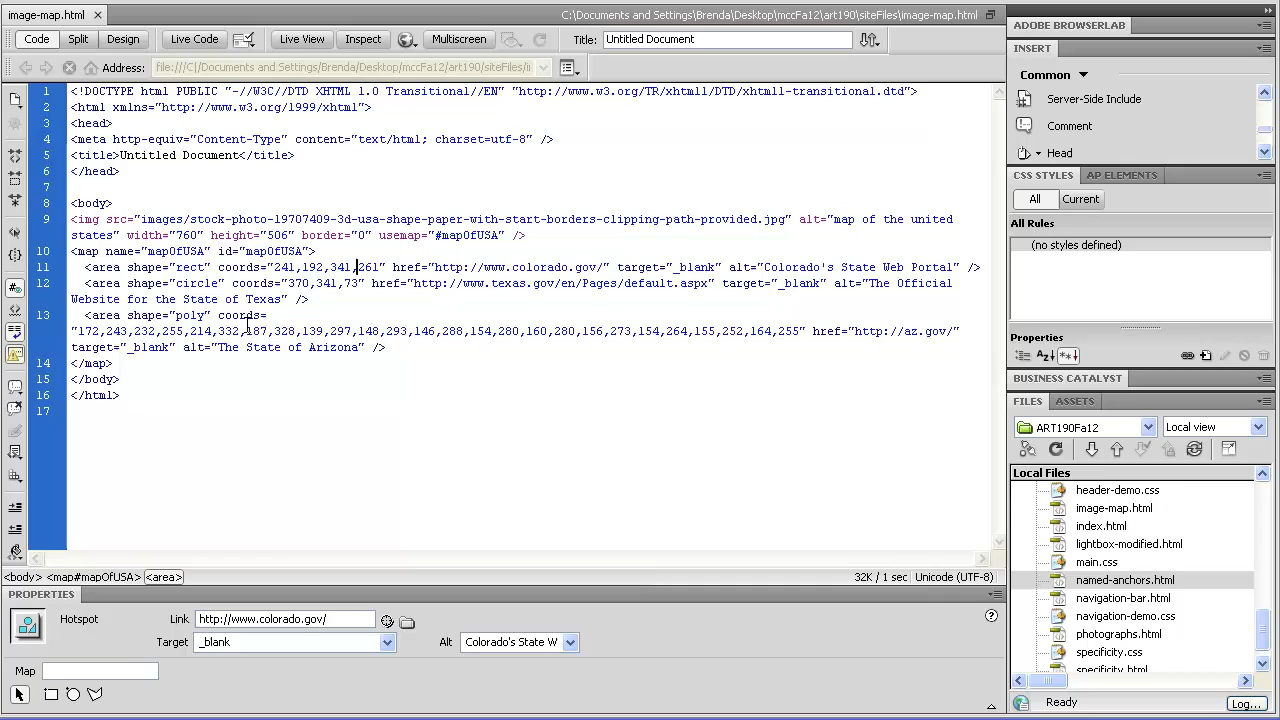 image-map.html
C:\Documents and Settings\Brenda\Desktop\mccFa12\art190\siteFiles\image-map.html
Code Split Design Live Code Live View Inspect Multiscreen Title: Untitled Document
Address: file:///C|/Documents and Settings/Brenda/Desktop/mccFa12/art190/siteFiles/i
1 <!DOCTYPE html PUBLIC "-//W3C//DTD XHTML 1.0 Transitional//EN" "http://www.w3.org/TR/xhtml1/DTD/xhtml1-transitional.dtd">
2 <html xmlns="http://www.w3.org/1999/xhtml">
3 <head>
4 <meta http-equiv="Content-Type" content="text/html; charset=utf-8" />
5 <title>Untitled Document</title>
6 </head>
7
8 <body>
9 <img src="images/stock-photo-19707409-3d-usa-shape-paper-with-start-borders-clipping-path-provided.jpg" alt="map of the united
states" width="760" height="506" border="0" usemap="#mapOfUSA" />
10 <map name="mapOfUSA" id="mapOfUSA">
11 <area shape="rect" coords="241,192,341,261" href="http://www.colorado.gov/" target="_blank" alt="Colorado's State Web Portal" />
12 <area shape="circle" coords="370,341,73" href="http://www.texas.gov/en/Pages/default.aspx" target="_blank" alt="The Official
Website for the State of Texas" />
13 <area shape="poly" coords=
"172,243,232,255,214,332,187,328,139,297,148,293,146,288,154,280,160,280,156,273,154,264,155,252,164,255" href="http://az.gov/"
target="_blank" alt="The State of Arizona" />
14 </map>
15 </body>
16 </html>
17
<body> <map#mapOfUSA> <area>
32K / 1 sec Unicode (UTF-8)
PROPERTIES
Hotspot Link http://www.colorado.gov/
Target _blank Alt Colorado's State W
Map
ADOBE BROWSERLAB
INSERT
Common
Server-Side Include
Comment
Head
CSS STYLES AP ELEMENTS
All Current
All Rules
(no styles defined)
Properties
BUSINESS CATALYST
FILES ASSETS
ART190Fa12 Local view
Local Files
header-demo.css
image-map.html
index.html
lightbox-modified.html
main.css
named-anchors.html
navigation-bar.html
navigation-demo.css
photographs.html
specificity.css
specificity.html
Ready Log...